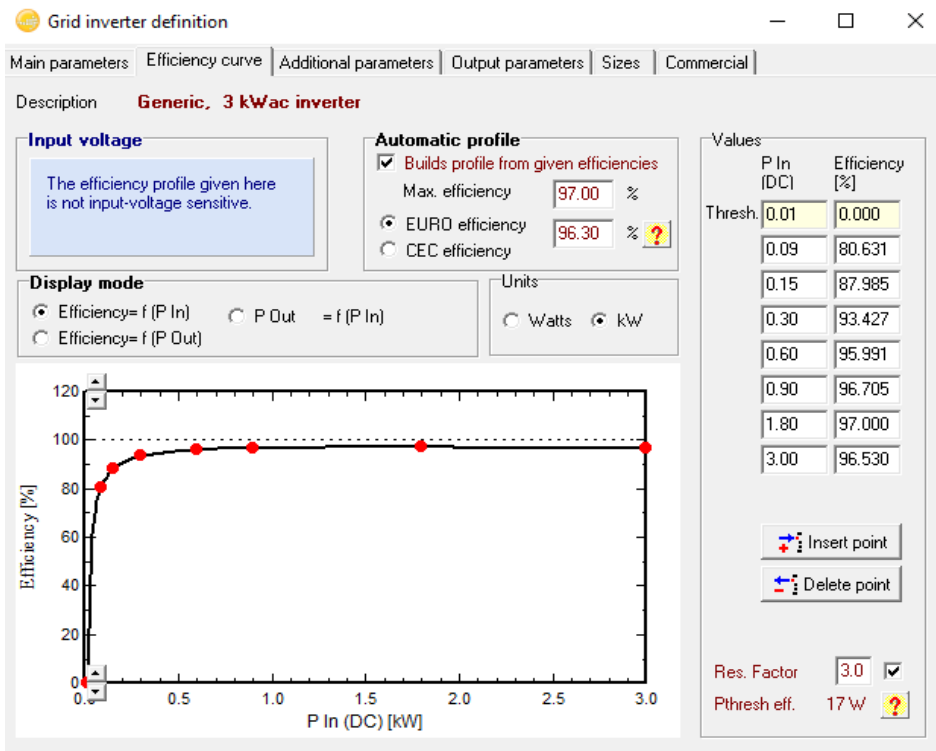 Grid inverter definition
Main parameters Efficiency curve Additional parameters Output parameters Sizes Commercial
Description Generic, 3 kWac inverter
Input voltage
The efficiency profile given here
is not input-voltage sensitive.
Automatic profile
Builds profile from given efficiencies
Max. efficiency 97.00 %
EURO efficiency
96.30 % ?
CEC efficiency
Display mode
Efficiency= f (P In) P Out = f (P In)
Efficiency= f (P Out)
Units
Watts kW
Values
P In Efficiency
(DC) [%]
Thresh. 0.01 0.000
0.09 80.631
0.15 87.985
0.30 93.427
0.60 95.991
0.90 96.705
1.80 97.000
3.00 96.530
120
100
80
60
40
20
0
Efficiency [%]
0.5 1.0 1.5 2.0 2.5 3.0
P In (DC) [kW]
Insert point
Delete point
Res. Factor 3.0
Pthresh eff. 17 W ?